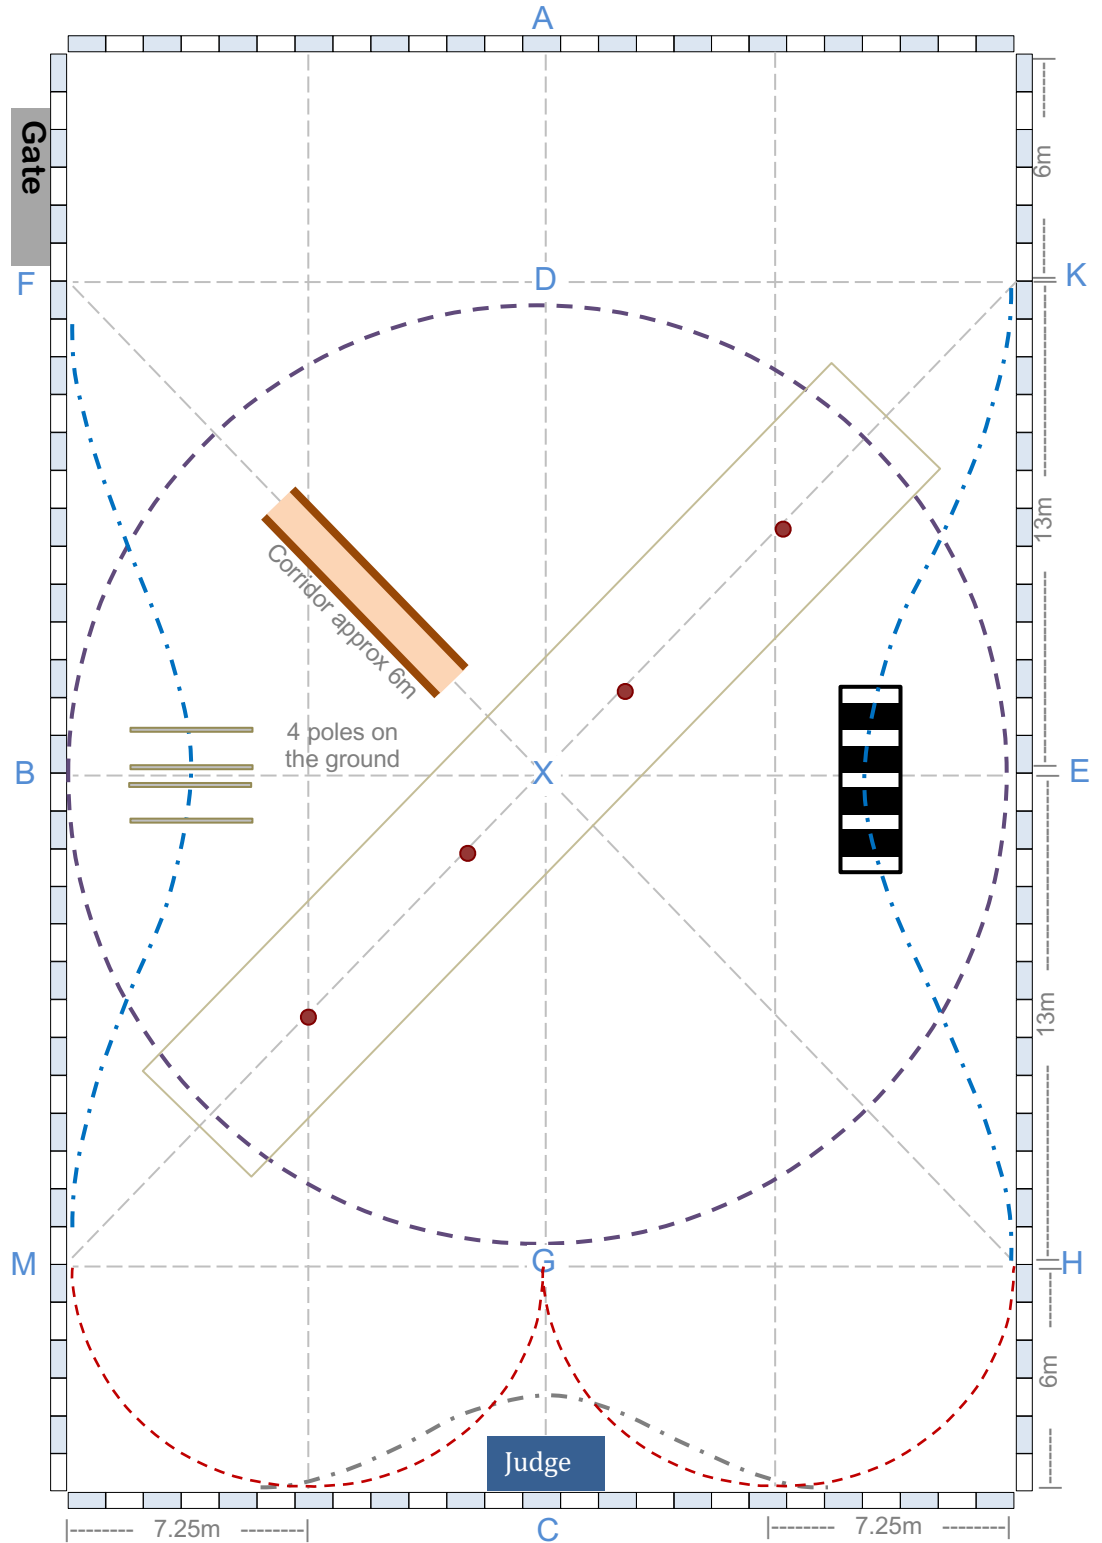 A
Gate
6m
F
D
K
13m
Corridor approx 6m
4 poles on
the ground
B
X
E
13m
M
G
H
6m
Judge
7.25m
C
7.25m